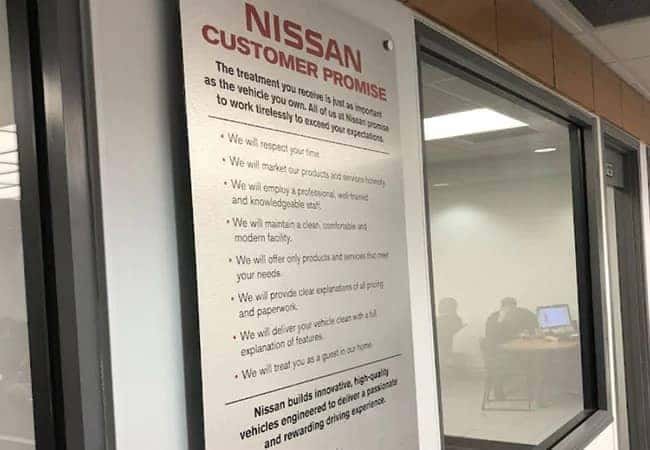 NISSAN
CUSTOMER PROMISE
The treatment you receive is just as important
as the vehicle you own. All of us at Nissan promise
to work tirelessly to exceed your expectations.
• We will respect your time.
• We will market our products and services honestly.
• We will employ a professional, well-trained
and knowledgeable staff.
• We will maintain a clean, comfortable and
modern facility.
• We will offer only products and services that meet
your needs.
• We will provide clear explanations of all pricing
and paperwork.
• We will deliver your vehicle clean with a full
explanation of features.
• We will treat you as a guest in our home.
Nissan builds innovative, high-quality
vehicles engineered to deliver a passionate
and rewarding driving experience.